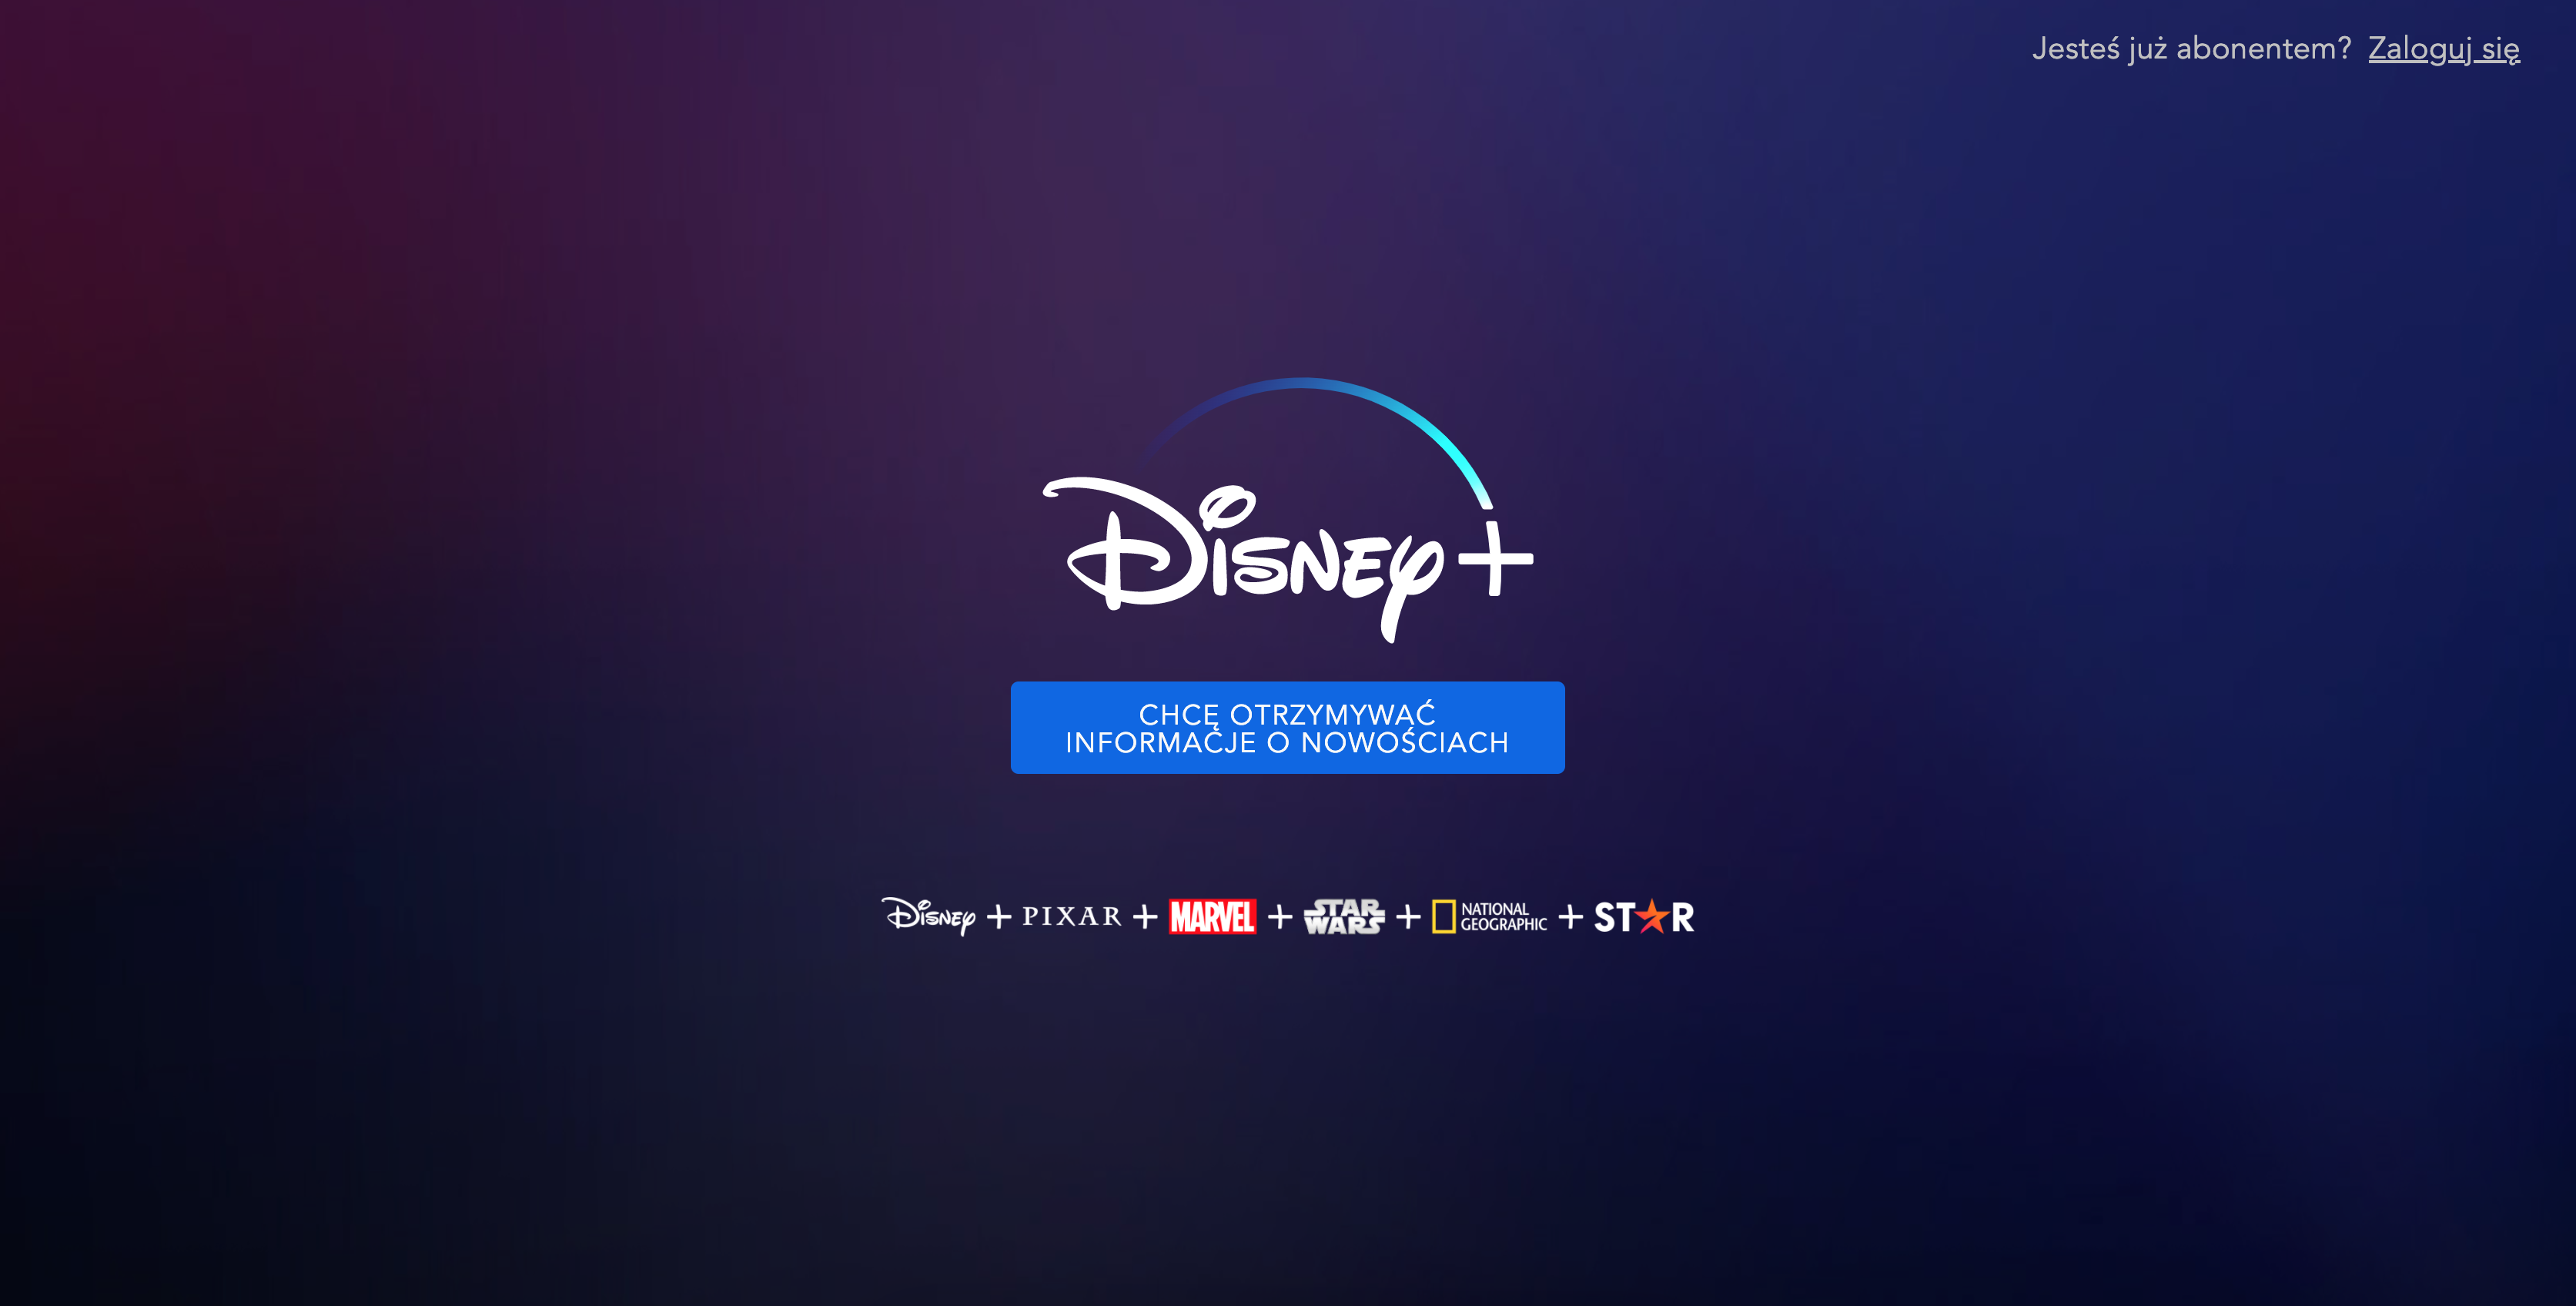 Jesteś już abonentem? Zaloguj się
Disney+
CHCĘ OTRZYMYWAĆ
INFORMACJE O NOWOŚCIACH
Disney + PIXAR + MARVEL + STAR WARS + NATIONAL GEOGRAPHIC + STAR